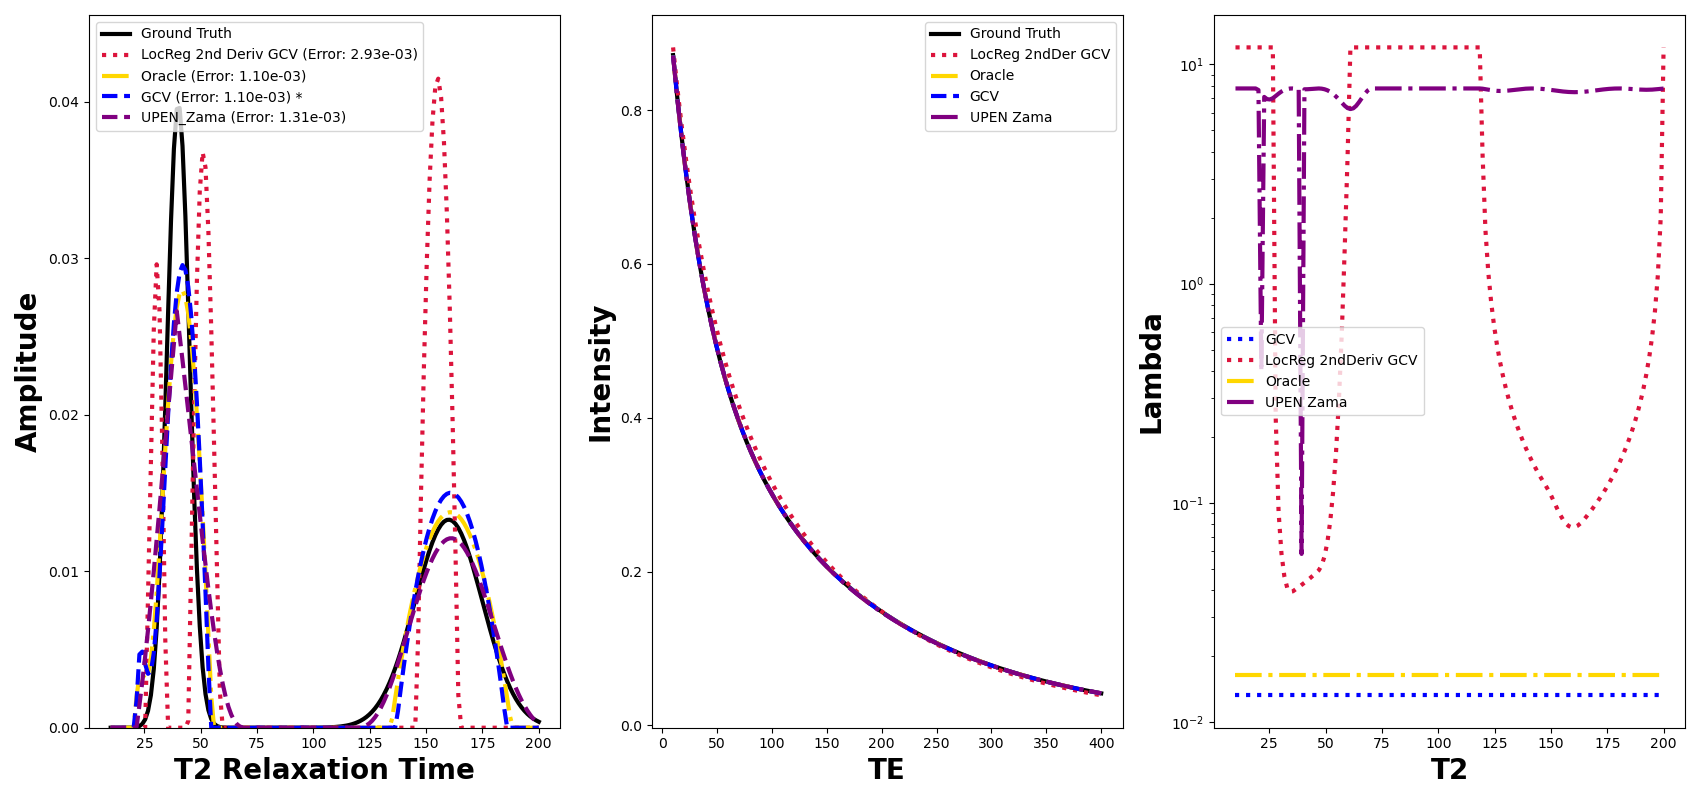 Ground Truth
LocReg 2nd Deriv GCV (Error: 2.93e-03)
Oracle (Error: 1.10e-03)
GCV (Error: 1.10e-03) *
UPEN_Zama (Error: 1.31e-03)
0.04
0.03
0.02
0.01
0.00
25 50 75 100 125 150 175 200
Amplitude
T2 Relaxation Time
Ground Truth
LocReg 2ndDer GCV
Oracle
GCV
UPEN Zama
0.8
0.6
0.4
0.2
0.0
0 50 100 150 200 250 300 350 400
Intensity
TE
10¹
10⁰
10⁻¹
10⁻²
GCV
LocReg 2ndDeriv GCV
Oracle
UPEN Zama
25 50 75 100 125 150 175 200
Lambda
T2